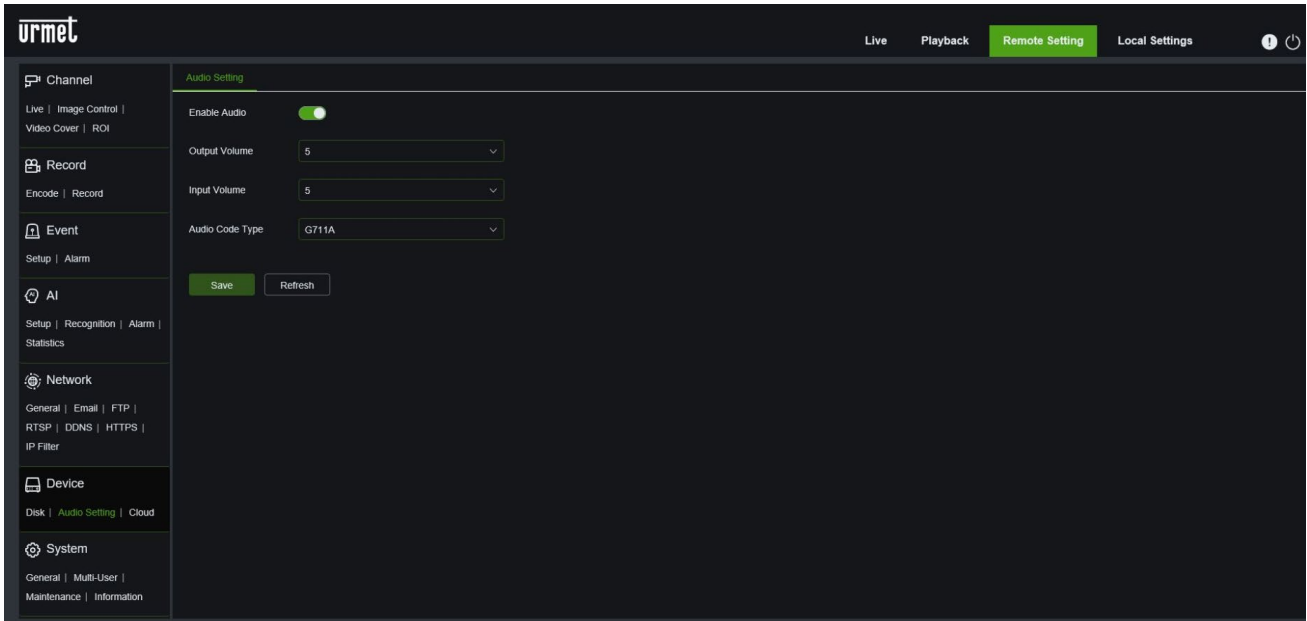 urmet
Live Playback Remote Setting Local Settings
Channel
Live | Image Control |
Video Cover | ROI
Record
Encode | Record
Event
Setup | Alarm
AI
Setup | Recognition | Alarm |
Statistics
Network
General | Email | FTP |
RTSP | DDNS | HTTPS |
IP Filter
Device
Disk | Audio Setting | Cloud
System
General | Multi-User |
Maintenance | Information
Audio Setting
Enable Audio
Output Volume 5
Input Volume 5
Audio Code Type G711A
Save Refresh